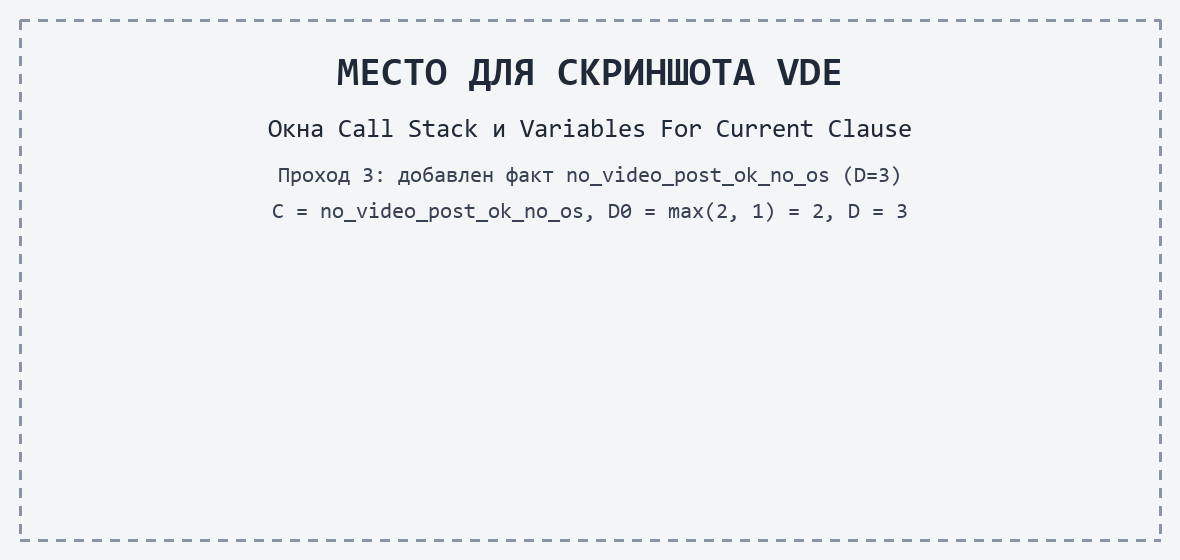 МЕСТО ДЛЯ СКРИНШОТА VDE
Окна Call Stack и Variables For Current Clause
Проход 3: добавлен факт no_video_post_ok_no_os (D=3)
C = no_video_post_ok_no_os, D0 = max(2, 1) = 2, D = 3